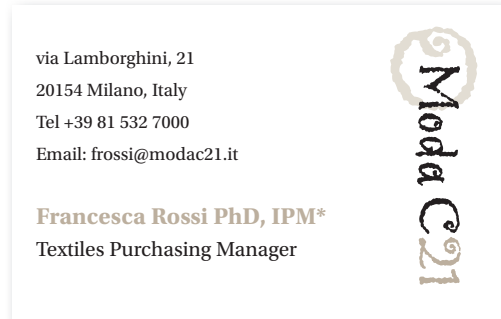 via Lamborghini, 21
20154 Milano, Italy
Tel +39 81 532 7000
Email: frossi@modac21.it
Francesca Rossi PhD, IPM*
Textiles Purchasing Manager
Moda C21